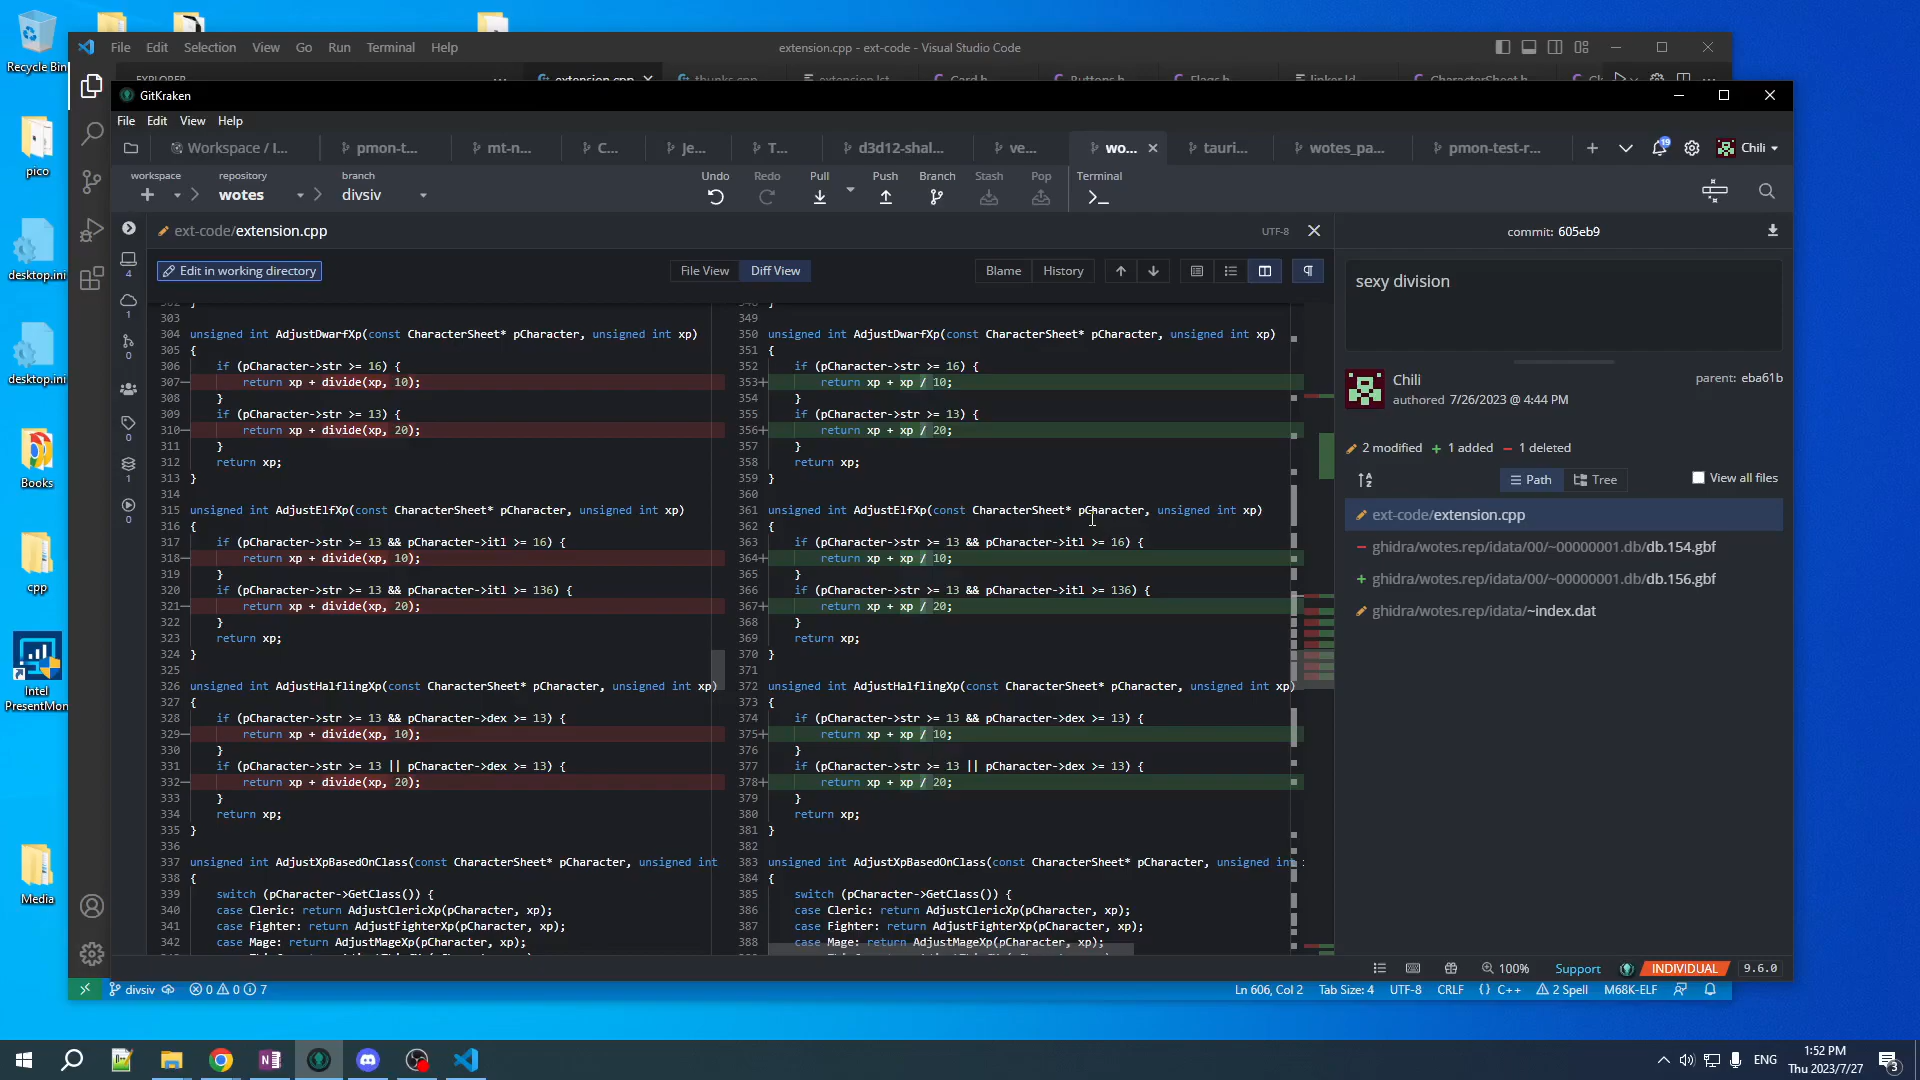 Recycle Bin
pico
desktop.ini
desktop.ini
Books
cpp
Intel
PresentMon
Media
File Edit Selection View Go Run Terminal Help
extension.cpp - ext-code - Visual Studio Code
EXPLORER
extension.cpp
thunks.cpp
extension.lst
Card.h
Buttons.h
Flags.h
linker.ld
CharacterSheet.h
GitKraken
File Edit View Help
Workspace / I...
pmon-t...
mt-n...
C...
Je...
T...
d3d12-shal...
ve...
wo...
tauri...
wotes_pa...
pmon-test-r...
19
Chili
workspace
repository
wotes
branch
divsiv
Undo
Redo
Pull
Push
Branch
Stash
Pop
Terminal
ext-code/extension.cpp
UTF-8
Edit in working directory
File View
Diff View
Blame
History
4
1
0
0
1
0
303
304 unsigned int AdjustDwarfXp(const CharacterSheet* pCharacter, unsigned int xp)
305 {
306 if (pCharacter->str >= 16) {
307− return xp + divide(xp, 10);
308 }
309 if (pCharacter->str >= 13) {
310− return xp + divide(xp, 20);
311 }
312 return xp;
313 }
314
315 unsigned int AdjustElfXp(const CharacterSheet* pCharacter, unsigned int xp)
316 {
317 if (pCharacter->str >= 13 && pCharacter->itl >= 16) {
318− return xp + divide(xp, 10);
319 }
320 if (pCharacter->str >= 13 && pCharacter->itl >= 136) {
321− return xp + divide(xp, 20);
322 }
323 return xp;
324 }
325
326 unsigned int AdjustHalflingXp(const CharacterSheet* pCharacter, unsigned int xp)
327 {
328 if (pCharacter->str >= 13 && pCharacter->dex >= 13) {
329− return xp + divide(xp, 10);
330 }
331 if (pCharacter->str >= 13 || pCharacter->dex >= 13) {
332− return xp + divide(xp, 20);
333 }
334 return xp;
335 }
336
337 unsigned int AdjustXpBasedOnClass(const CharacterSheet* pCharacter, unsigned int
338 {
339 switch (pCharacter->GetClass()) {
340 case Cleric: return AdjustClericXp(pCharacter, xp);
341 case Fighter: return AdjustFighterXp(pCharacter, xp);
342 case Mage: return AdjustMageXp(pCharacter, xp);
349
350 unsigned int AdjustDwarfXp(const CharacterSheet* pCharacter, unsigned int xp)
351 {
352 if (pCharacter->str >= 16) {
353+ return xp + xp / 10;
354 }
355 if (pCharacter->str >= 13) {
356+ return xp + xp / 20;
357 }
358 return xp;
359 }
360
361 unsigned int AdjustElfXp(const CharacterSheet* pCharacter, unsigned int xp)
362 {
363 if (pCharacter->str >= 13 && pCharacter->itl >= 16) {
364+ return xp + xp / 10;
365 }
366 if (pCharacter->str >= 13 && pCharacter->itl >= 136) {
367+ return xp + xp / 20;
368 }
369 return xp;
370 }
371
372 unsigned int AdjustHalflingXp(const CharacterSheet* pCharacter, unsigned int xp)
373 {
374 if (pCharacter->str >= 13 && pCharacter->dex >= 13) {
375+ return xp + xp / 10;
376 }
377 if (pCharacter->str >= 13 || pCharacter->dex >= 13) {
378+ return xp + xp / 20;
379 }
380 return xp;
381 }
382
383 unsigned int AdjustXpBasedOnClass(const CharacterSheet* pCharacter, unsigned int
384 {
385 switch (pCharacter->GetClass()) {
386 case Cleric: return AdjustClericXp(pCharacter, xp);
387 case Fighter: return AdjustFighterXp(pCharacter, xp);
388 case Mage: return AdjustMageXp(pCharacter, xp);
commit: 605eb9
sexy division
Chili
authored 7/26/2023 @ 4:44 PM
parent: eba61b
2 modified + 1 added − 1 deleted
Path
Tree
View all files
ext-code/extension.cpp
ghidra/wotes.rep/idata/00/~00000001.db/db.154.gbf
ghidra/wotes.rep/idata/00/~00000001.db/db.156.gbf
ghidra/wotes.rep/idata/~index.dat
100%
Support
INDIVIDUAL
9.6.0
divsiv
0 0 7
Ln 606, Col 2
Tab Size: 4
UTF-8
CRLF
{} C++
2 Spell
M68K-ELF
ENG
1:52 PM
Thu 2023/7/27
3